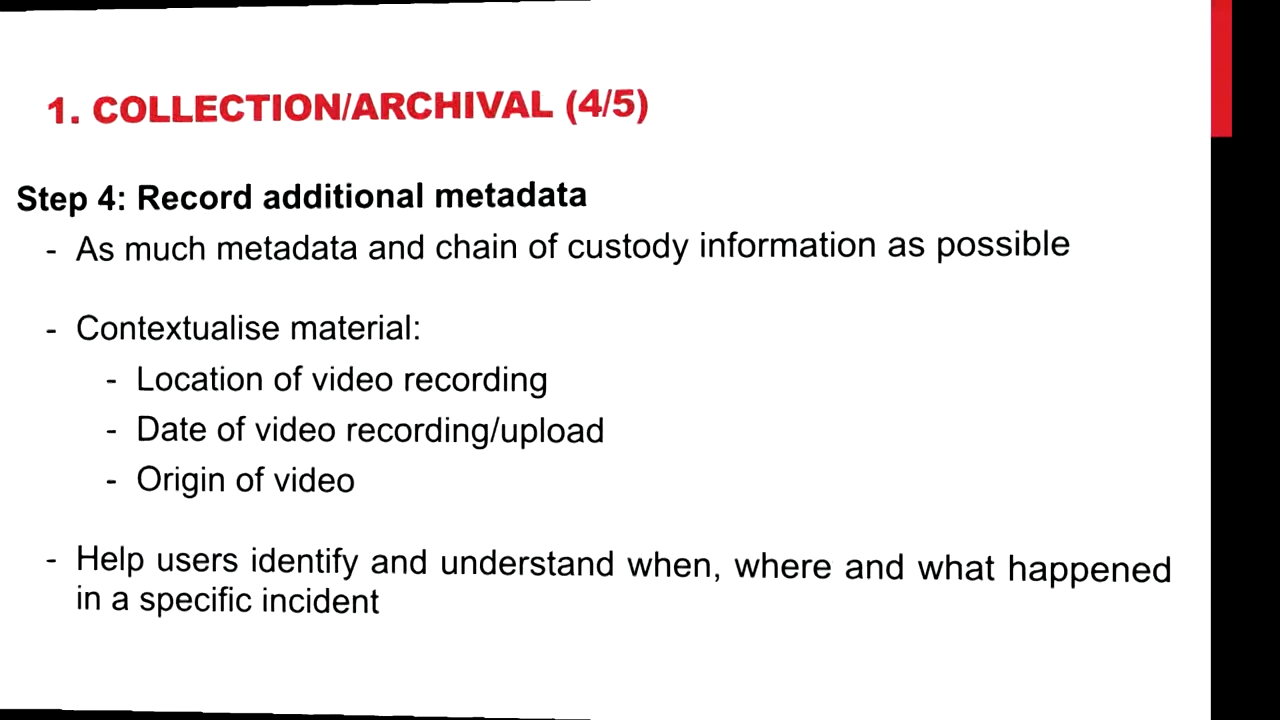 1. COLLECTION/ARCHIVAL (4/5)
Step 4: Record additional metadata
- As much metadata and chain of custody information as possible
- Contextualise material:
- Location of video recording
- Date of video recording/upload
- Origin of video
- Help users identify and understand when, where and what happened
in a specific incident